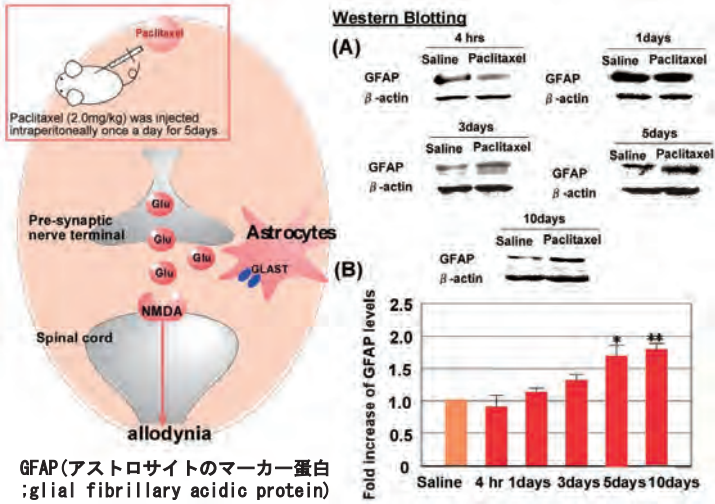 Paclitaxel
Paclitaxel (2.0mg/kg) was injected
intraperitoneally once a day for 5days
Glu
Pre-synaptic
nerve terminal
Glu
Glu
Glu
Astrocytes
GLAST
NMDA
Spinal cord
allodynia
GFAP(アストロサイトのマーカー蛋白
;glial fibrillary acidic protein)
Western Blotting
(A)
4 hrs
Saline Paclitaxel
GFAP
β-actin
1days
Saline Paclitaxel
GFAP
β-actin
3days
Saline Paclitaxel
GFAP
β-actin
5days
Saline Paclitaxel
GFAP
β-actin
10days
Saline Paclitaxel
GFAP
β-actin
(B)
Fold increase of GFAP levels
2.5
2.0
1.5
1.0
0.5
0
* **
Saline 4 hr 1days 3days 5days 10days